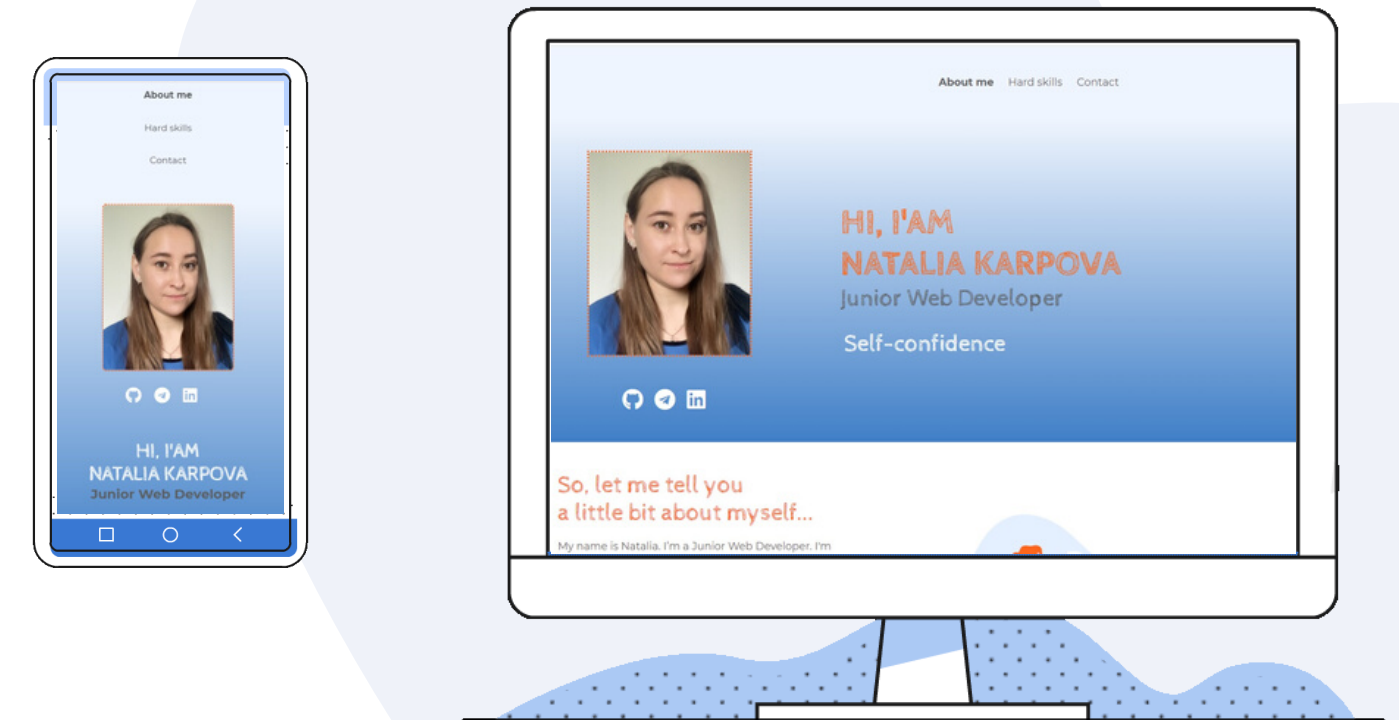 About me
Hard skills
Contact
HI, I'AM
NATALIA KARPOVA
Junior Web Developer
About me Hard skills Contact
HI, I'AM
NATALIA KARPOVA
Junior Web Developer
Self-confidence
in
in
So, let me tell you
a little bit about myself...
My name is Natalia. I'm a Junior Web Developer. I'm